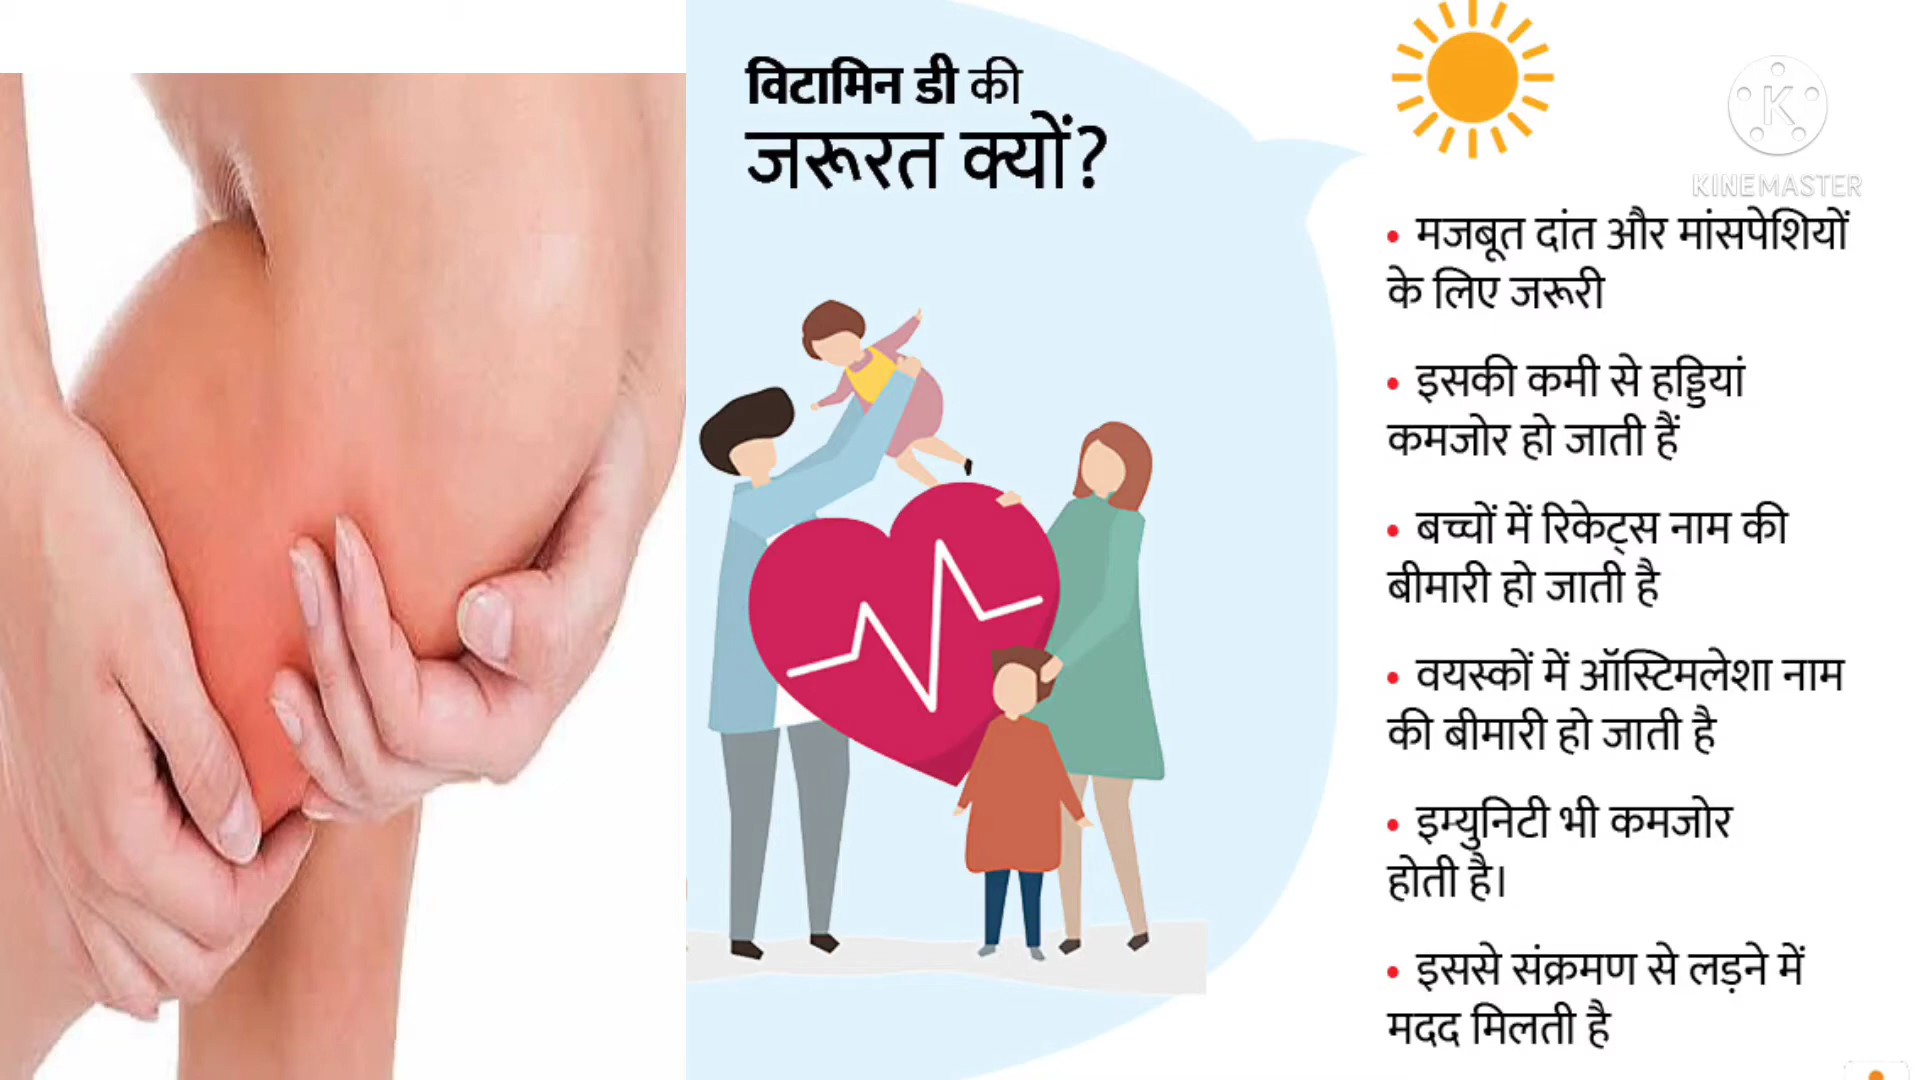 विटामिन डी की
जरूरत क्यों?
KINEMASTER
• मजबूत दांत और मांसपेशियों
के लिए जरूरी
• इसकी कमी से हड्डियां
कमजोर हो जाती हैं
• बच्चों में रिकेट्स नाम की
बीमारी हो जाती है
• वयस्कों में ऑस्टिमलेशा नाम
की बीमारी हो जाती है
• इम्युनिटी भी कमजोर
होती है।
• इससे संक्रमण से लड़ने में
मदद मिलती है